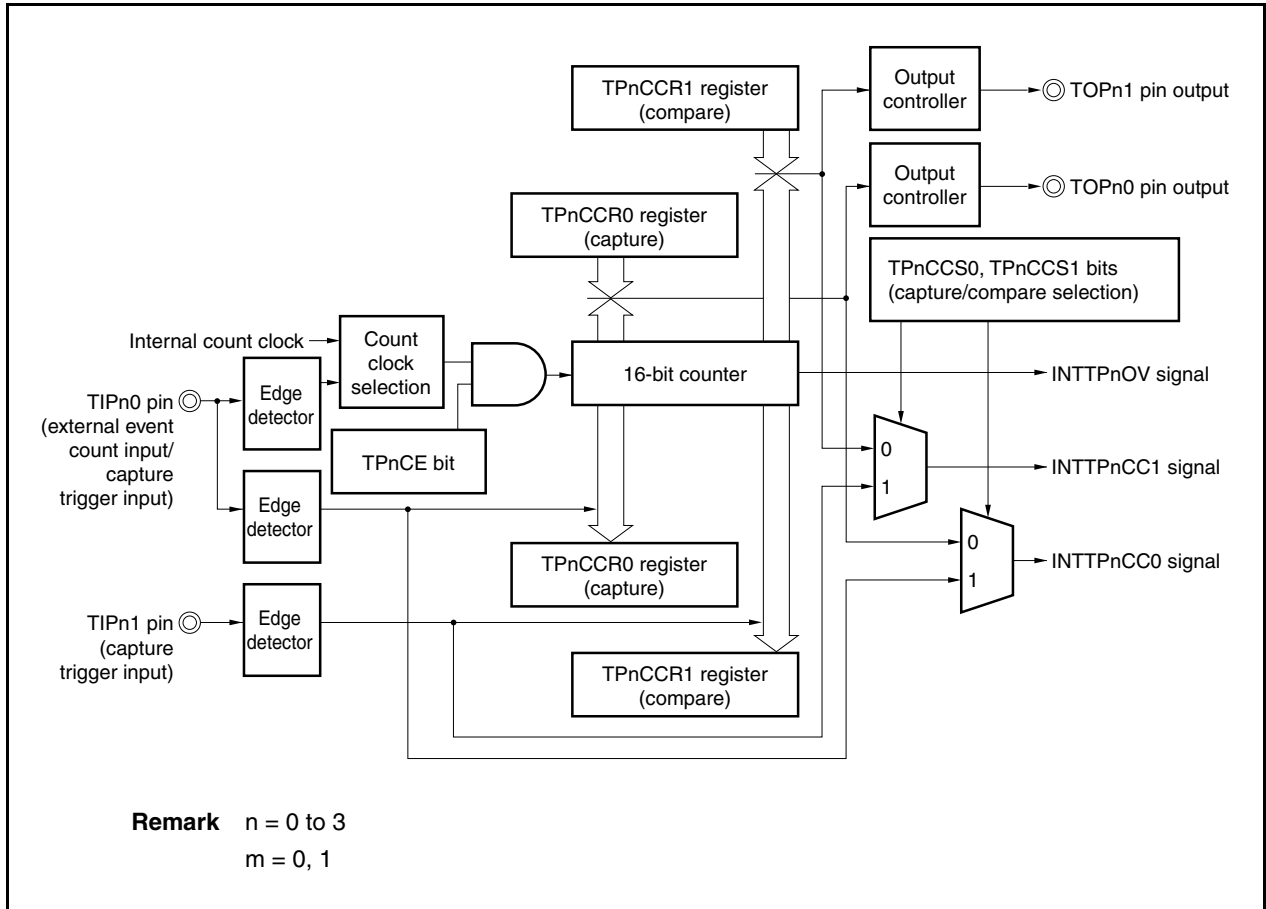 TPnCCR1 register
(compare)
Output
controller
TOPn1 pin output
Output
controller
TOPn0 pin output
TPnCCR0 register
(capture)
TPnCCS0, TPnCCS1 bits
(capture/compare selection)
Internal count clock
Count
clock
selection
16-bit counter
INTTPnOV signal
TIPn0 pin
(external event
count input/
capture
trigger input)
Edge
detector
TPnCE bit
0
1
INTTPnCC1 signal
Edge
detector
TPnCCR0 register
(capture)
0
1
INTTPnCC0 signal
TIPn1 pin
(capture
trigger input)
Edge
detector
TPnCCR1 register
(compare)
Remark n = 0 to 3
m = 0, 1